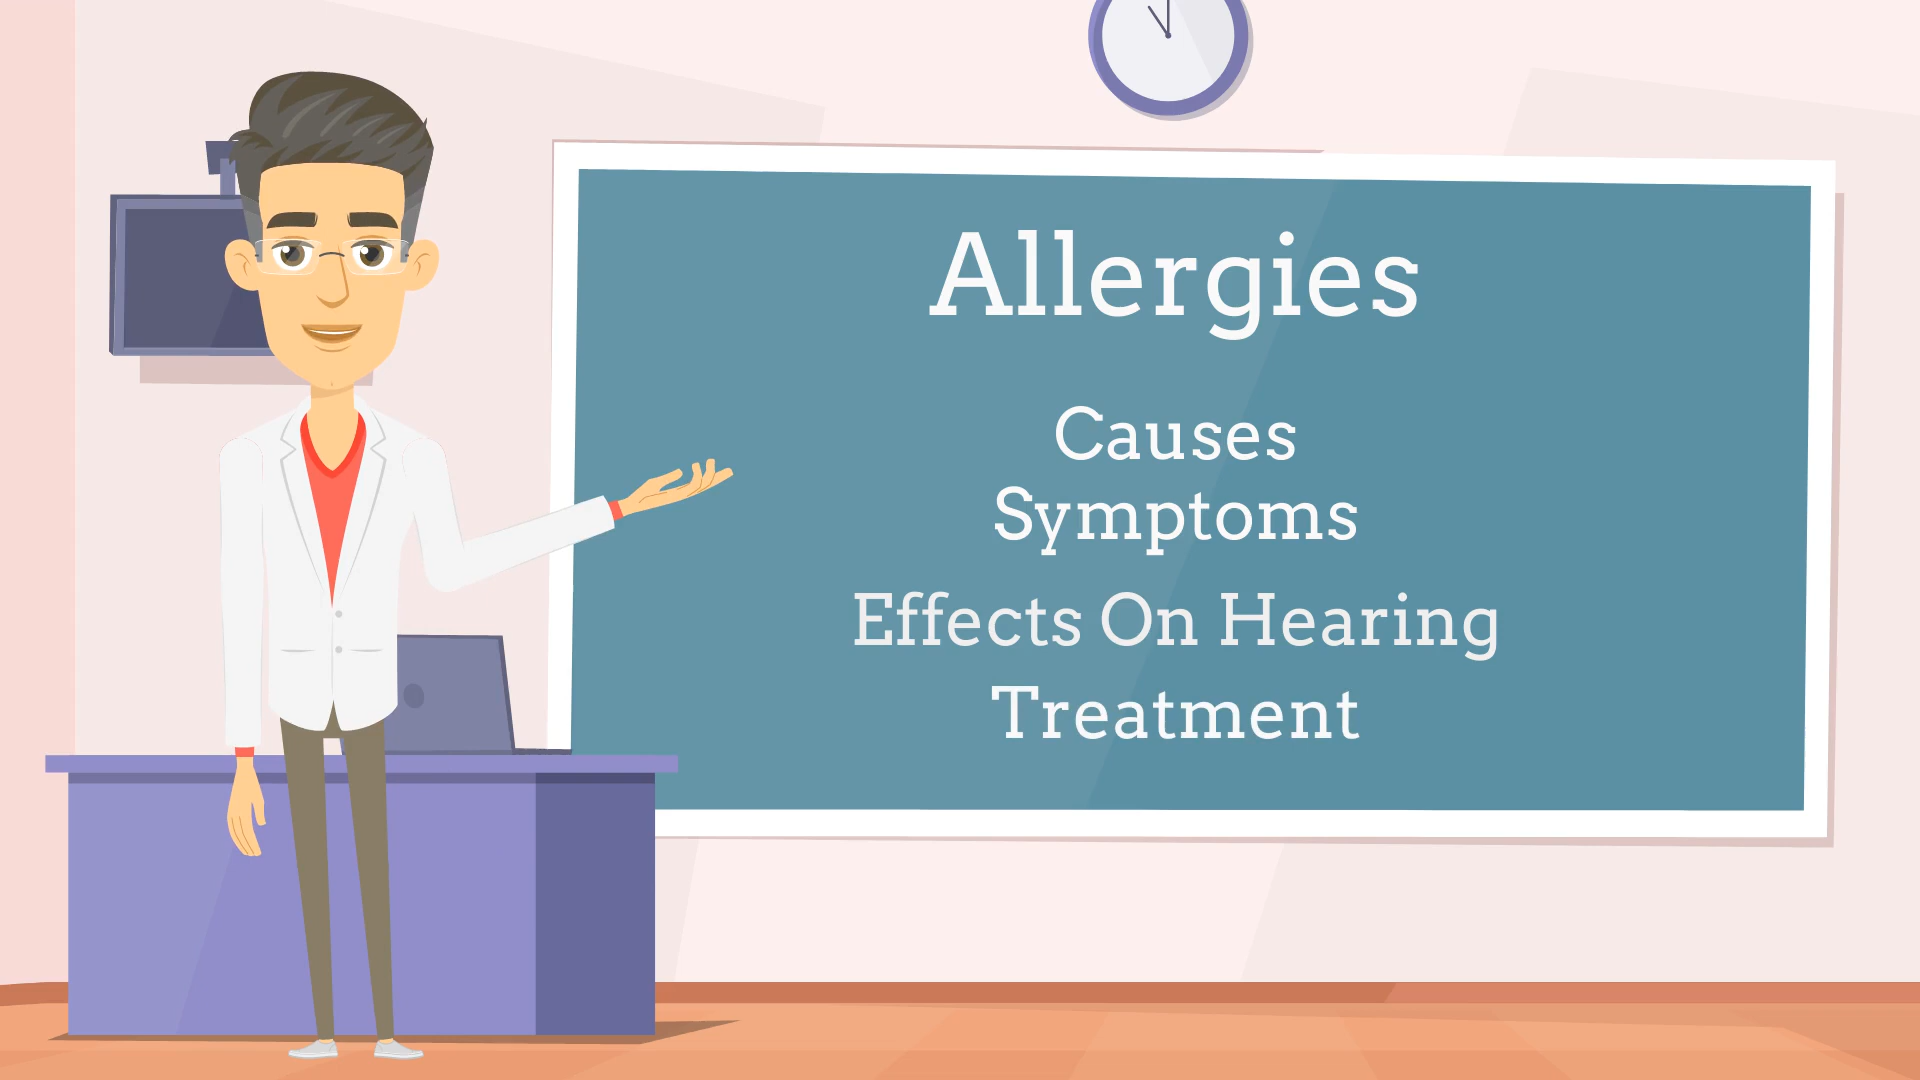 Allergies
Causes
Symptoms
Effects On Hearing
Treatment